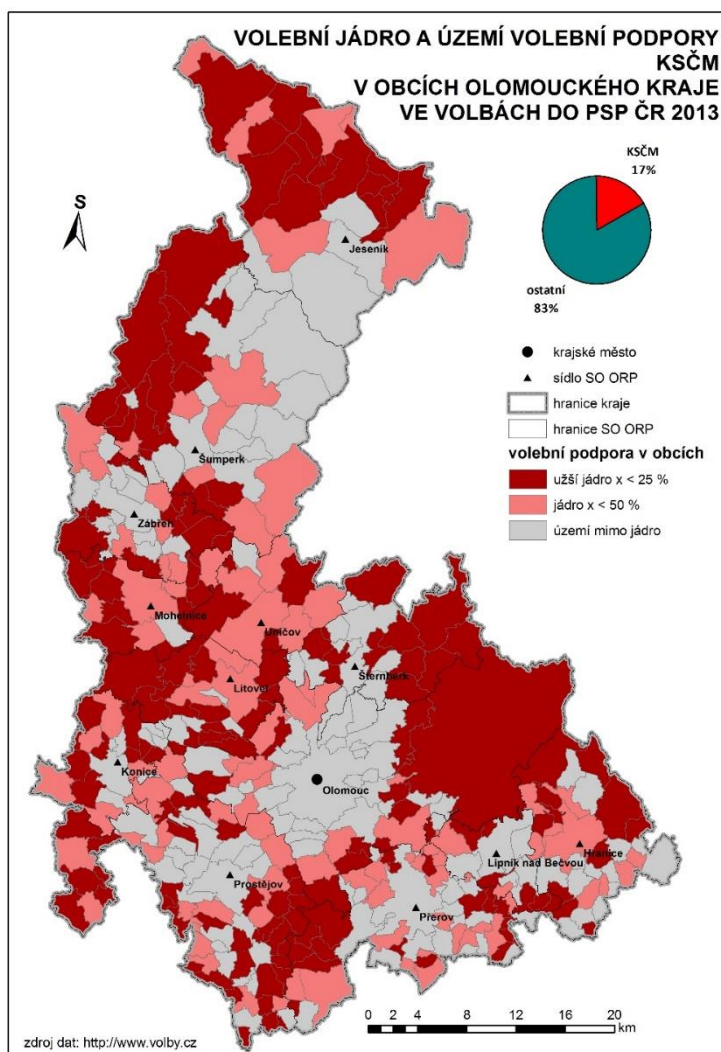 VOLEBNÍ JÁDRO A ÚZEMÍ VOLEBNÍ PODPORY
KSČM
V OBCÍCH OLOMOUCKÉHO KRAJE
VE VOLBÁCH DO PSP ČR 2013
KSČM
17%
S
Jeseník
ostatní
83%
krajské město
sídlo SO ORP
hranice kraje
hranice SO ORP
volební podpora v obcích
užší jádro x < 25 %
jádro x < 50 %
území mimo jádro
Šumperk
Zábřeh
Mohelnice
Uničov
Šternberk
Litovel
Konice
Olomouc
Hranice
Lipník nad Bečvou
Prostějov
Přerov
0 2 4 8 12 16 20
km
zdroj dat: http://www.volby.cz